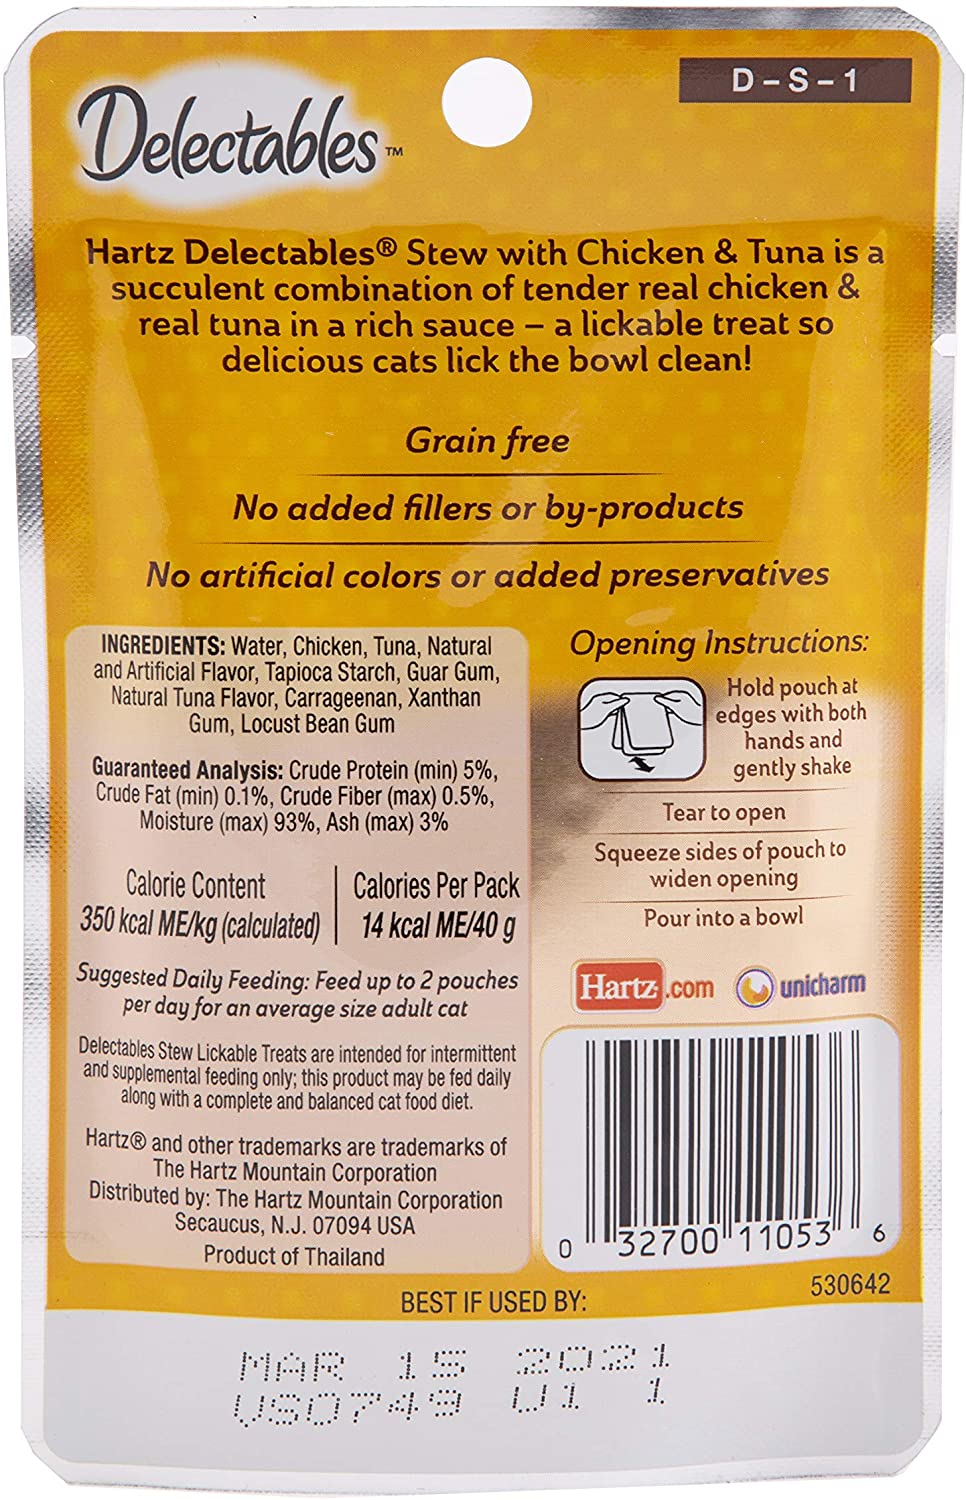 Delectables™
D-S-1
Hartz Delectables® Stew with Chicken & Tuna is a
succulent combination of tender real chicken &
real tuna in a rich sauce – a lickable treat so
delicious cats lick the bowl clean!
Grain free
No added fillers or by-products
No artificial colors or added preservatives
INGREDIENTS: Water, Chicken, Tuna, Natural
and Artificial Flavor, Tapioca Starch, Guar Gum,
Natural Tuna Flavor, Carrageenan, Xanthan
Gum, Locust Bean Gum
Guaranteed Analysis: Crude Protein (min) 5%,
Crude Fat (min) 0.1%, Crude Fiber (max) 0.5%,
Moisture (max) 93%, Ash (max) 3%
Calorie Content
350 kcal ME/kg (calculated)
Calories Per Pack
14 kcal ME/40 g
Suggested Daily Feeding: Feed up to 2 pouches
per day for an average size adult cat
Delectables Stew Lickable Treats are intended for intermittent
and supplemental feeding only; this product may be fed daily
along with a complete and balanced cat food diet.
Hartz® and other trademarks are trademarks of
The Hartz Mountain Corporation
Distributed by: The Hartz Mountain Corporation
Secaucus, N.J. 07094 USA
Product of Thailand
Opening Instructions:
Hold pouch at
edges with both
hands and
gently shake
Tear to open
Squeeze sides of pouch to
widen opening
Pour into a bowl
Hartz.com
unicharm
0 32700 11053 6
530642
BEST IF USED BY:
MAR 15 2021
VS0749 U1 1